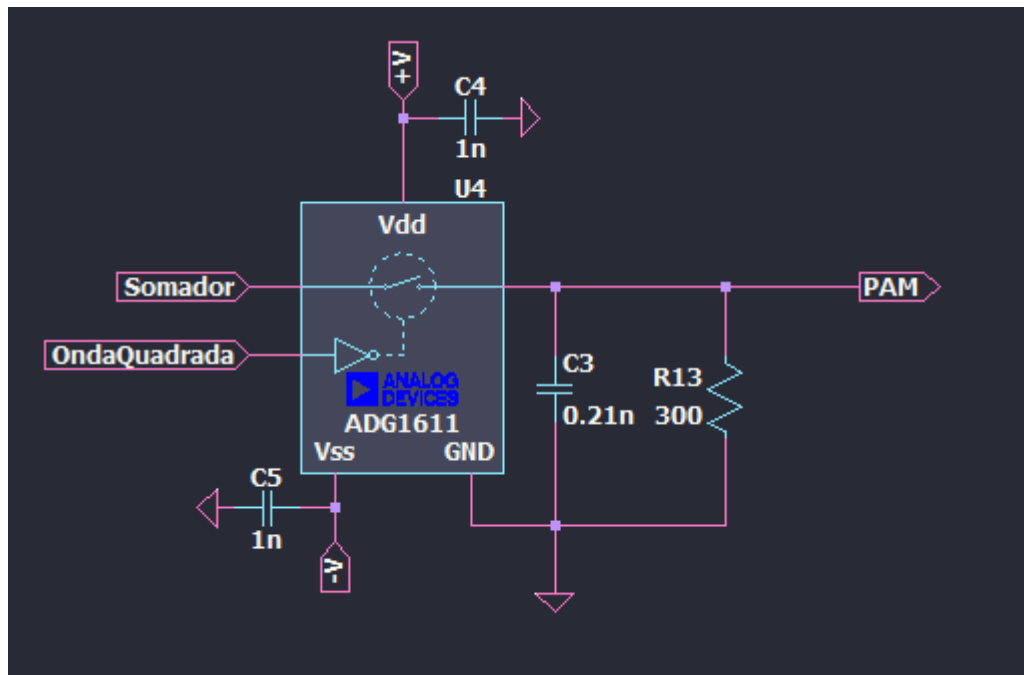 +V
C4
1n
U4
Vdd
Somador
PAM
OndaQuadrada
C3
0.21n
R13
300
ANALOG
DEVICES
ADG1611
Vss
GND
C5
1n
-V